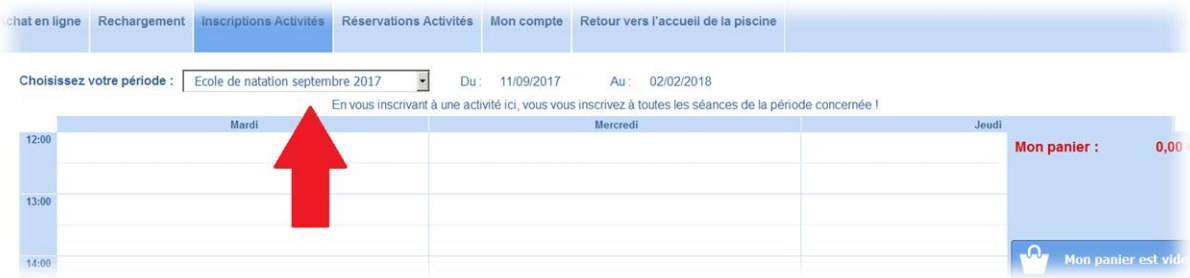 Achat en ligne Rechargement Inscriptions Activités Réservations Activités Mon compte Retour vers l'accueil de la piscine
Choisissez votre période : Ecole de natation septembre 2017 Du : 11/09/2017 Au : 02/02/2018
En vous inscrivant à une activité ici, vous vous inscrivez à toutes les séances de la période concernée !
Mardi Mercredi Jeudi
12:00
Mon panier : 0,00 €
13:00
14:00
Mon panier est vide